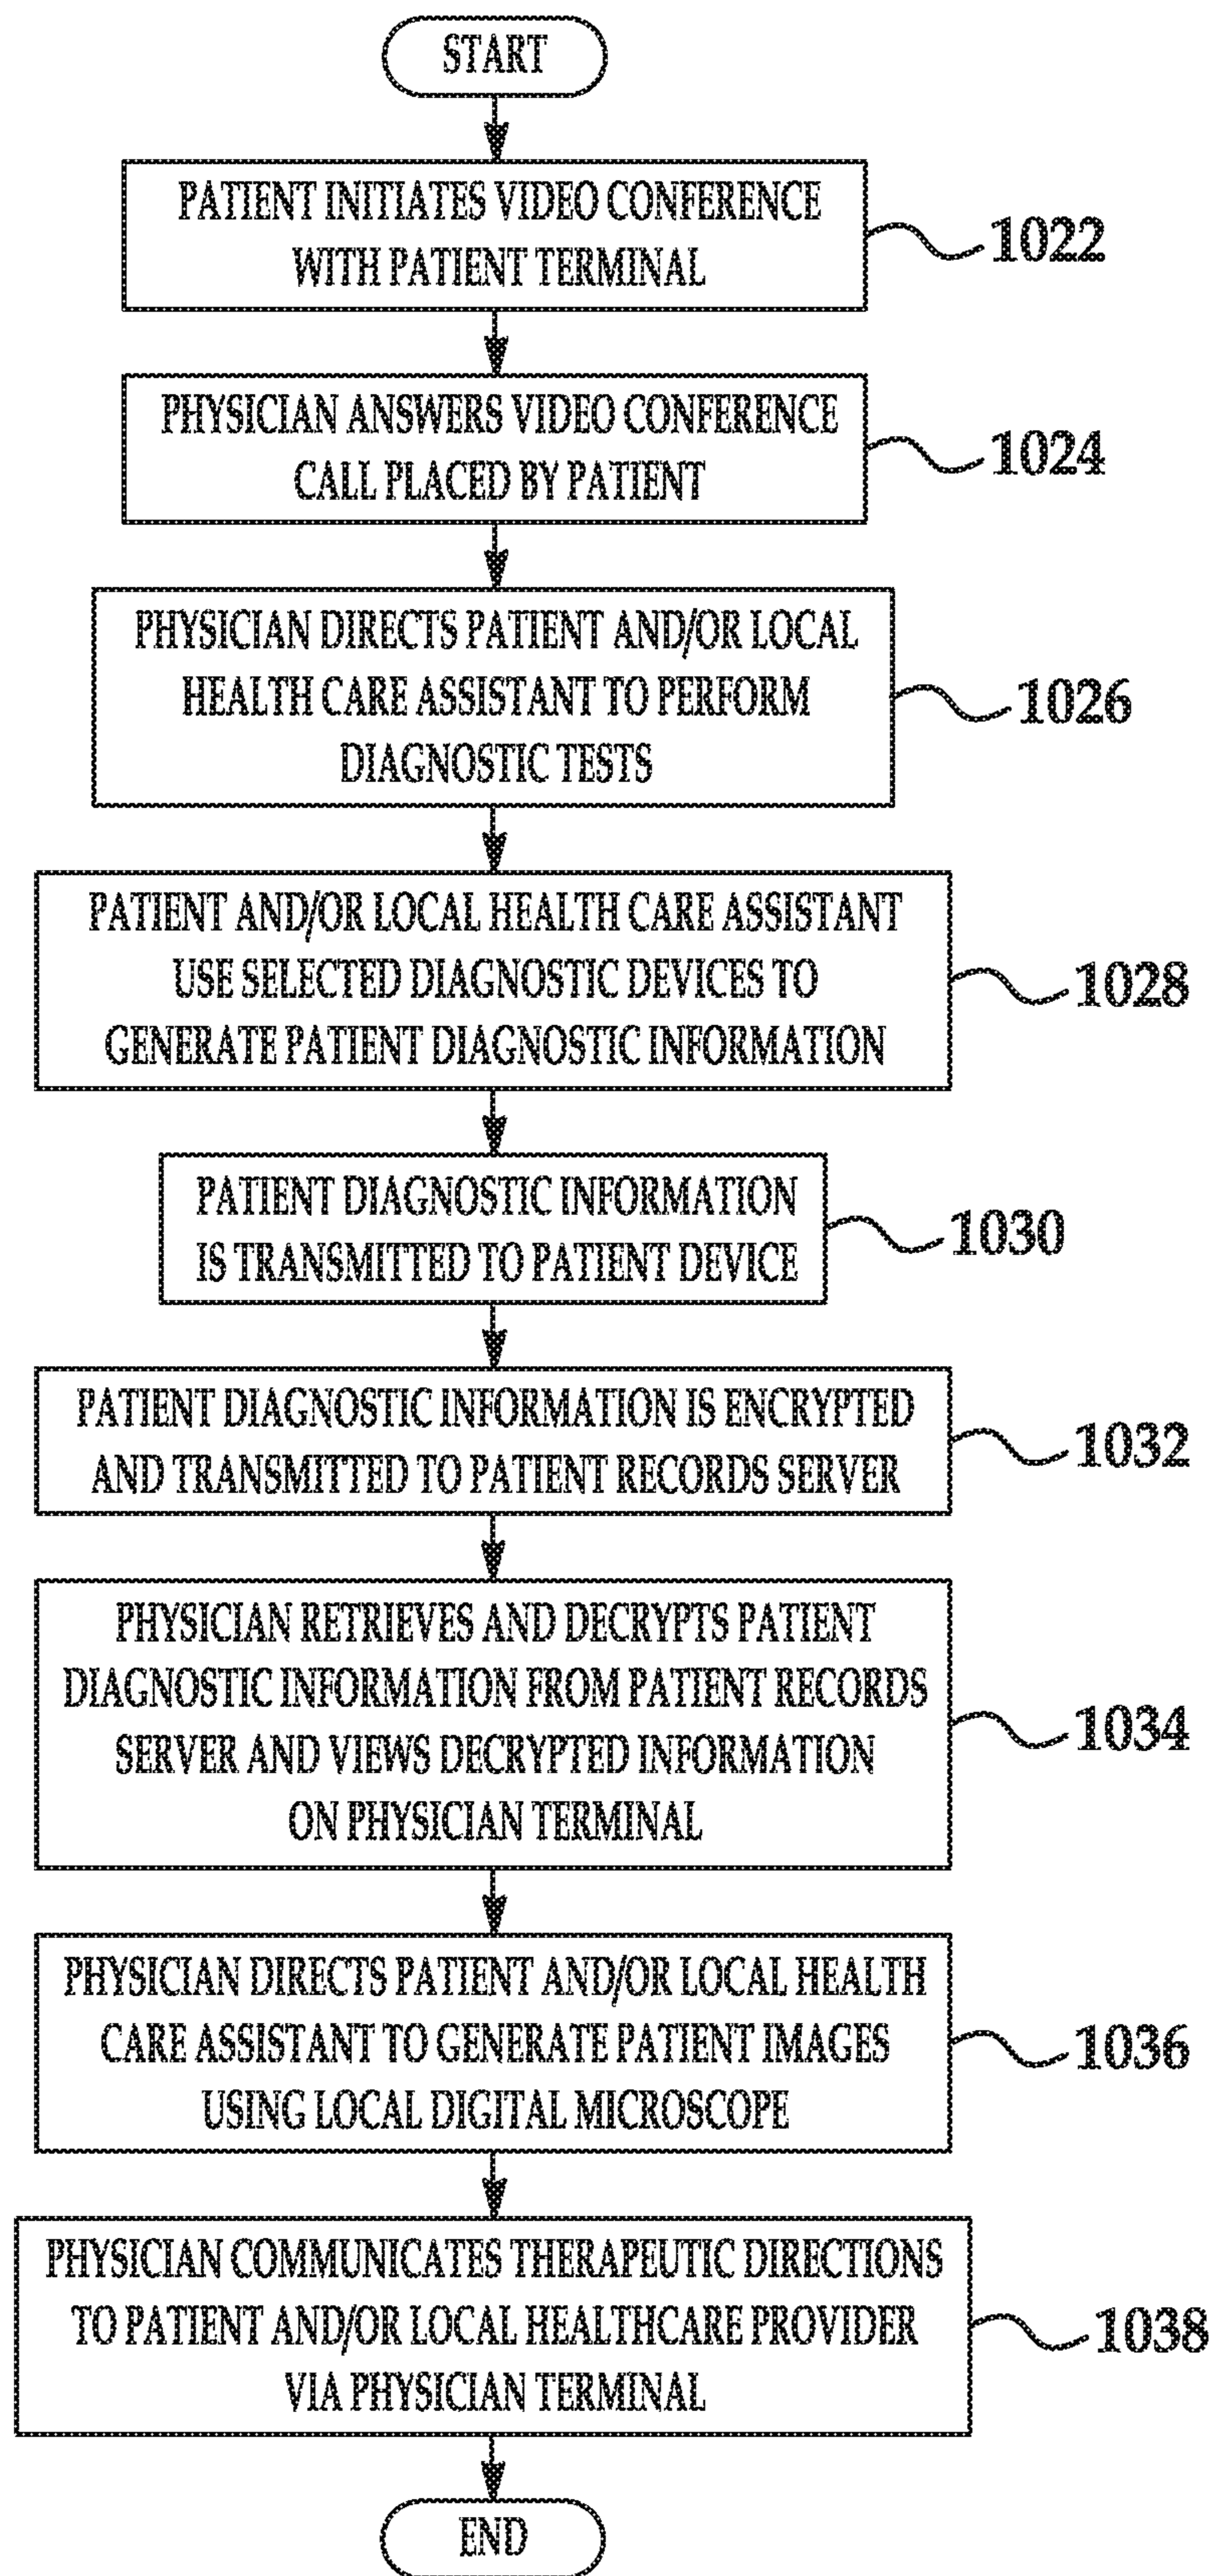 START
PATIENT INITIATES VIDEO CONFERENCE
WITH PATIENT TERMINAL
1022
PHYSICIAN ANSWERS VIDEO CONFERENCE
CALL PLACED BY PATIENT
1024
PHYSICIAN DIRECTS PATIENT AND/OR LOCAL
HEALTH CARE ASSISTANT TO PERFORM
DIAGNOSTIC TESTS
1026
PATIENT AND/OR LOCAL HEALTH CARE ASSISTANT
USE SELECTED DIAGNOSTIC DEVICES TO
GENERATE PATIENT DIAGNOSTIC INFORMATION
1028
PATIENT DIAGNOSTIC INFORMATION
IS TRANSMITTED TO PATIENT DEVICE
1030
PATIENT DIAGNOSTIC INFORMATION IS ENCRYPTED
AND TRANSMITTED TO PATIENT RECORDS SERVER
1032
PHYSICIAN RETRIEVES AND DECRYPTS PATIENT
DIAGNOSTIC INFORMATION FROM PATIENT RECORDS
SERVER AND VIEWS DECRYPTED INFORMATION
ON PHYSICIAN TERMINAL
1034
PHYSICIAN DIRECTS PATIENT AND/OR LOCAL HEALTH
CARE ASSISTANT TO GENERATE PATIENT IMAGES
USING LOCAL DIGITAL MICROSCOPE
1036
PHYSICIAN COMMUNICATES THERAPEUTIC DIRECTIONS
TO PATIENT AND/OR LOCAL HEALTHCARE PROVIDER
VIA PHYSICIAN TERMINAL
1038
END